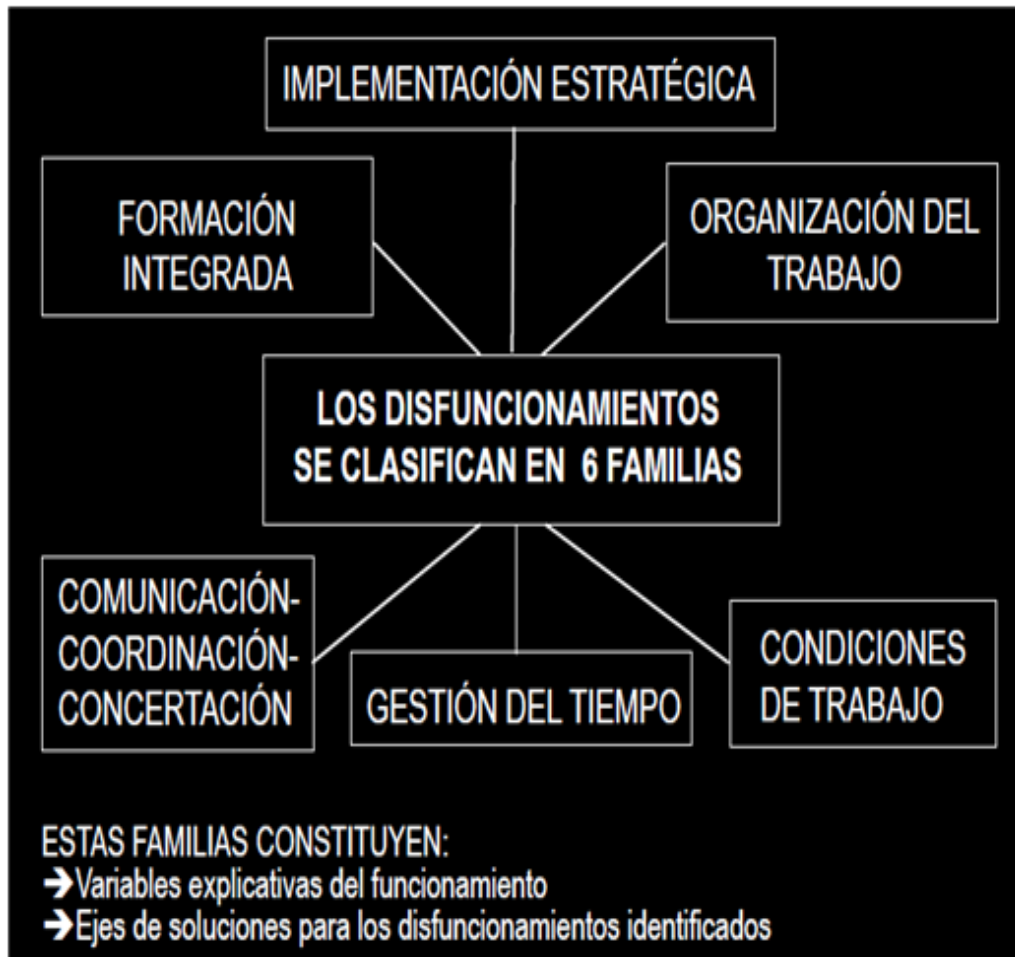 IMPLEMENTACIÓN ESTRATÉGICA
FORMACIÓN
INTEGRADA
ORGANIZACIÓN DEL
TRABAJO
LOS DISFUNCIONAMIENTOS
SE CLASIFICAN EN 6 FAMILIAS
COMUNICACIÓN-
COORDINACIÓN-
CONCERTACIÓN
GESTIÓN DEL TIEMPO
CONDICIONES
DE TRABAJO
ESTAS FAMILIAS CONSTITUYEN:
➔Variables explicativas del funcionamiento
➔Ejes de soluciones para los disfuncionamientos identificados